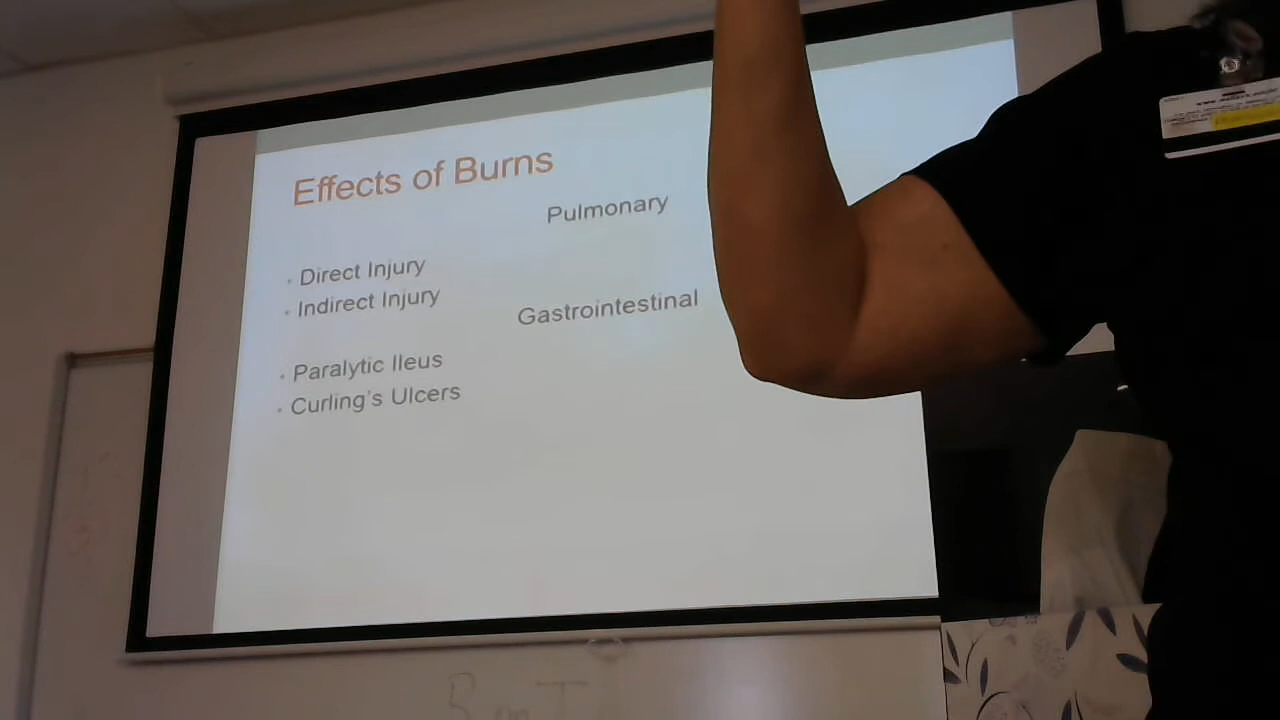 Effects of Burns
Pulmonary
• Direct Injury
• Indirect Injury
Gastrointestinal
• Paralytic Ileus
• Curling's Ulcers